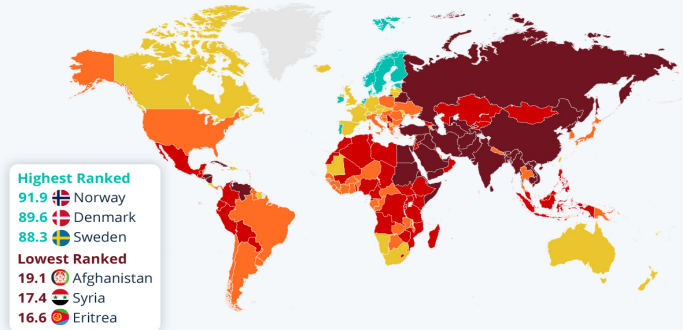 Highest Ranked
91.9 Norway
89.6 Denmark
88.3 Sweden
Lowest Ranked
19.1 Afghanistan
17.4 Syria
16.6 Eritrea